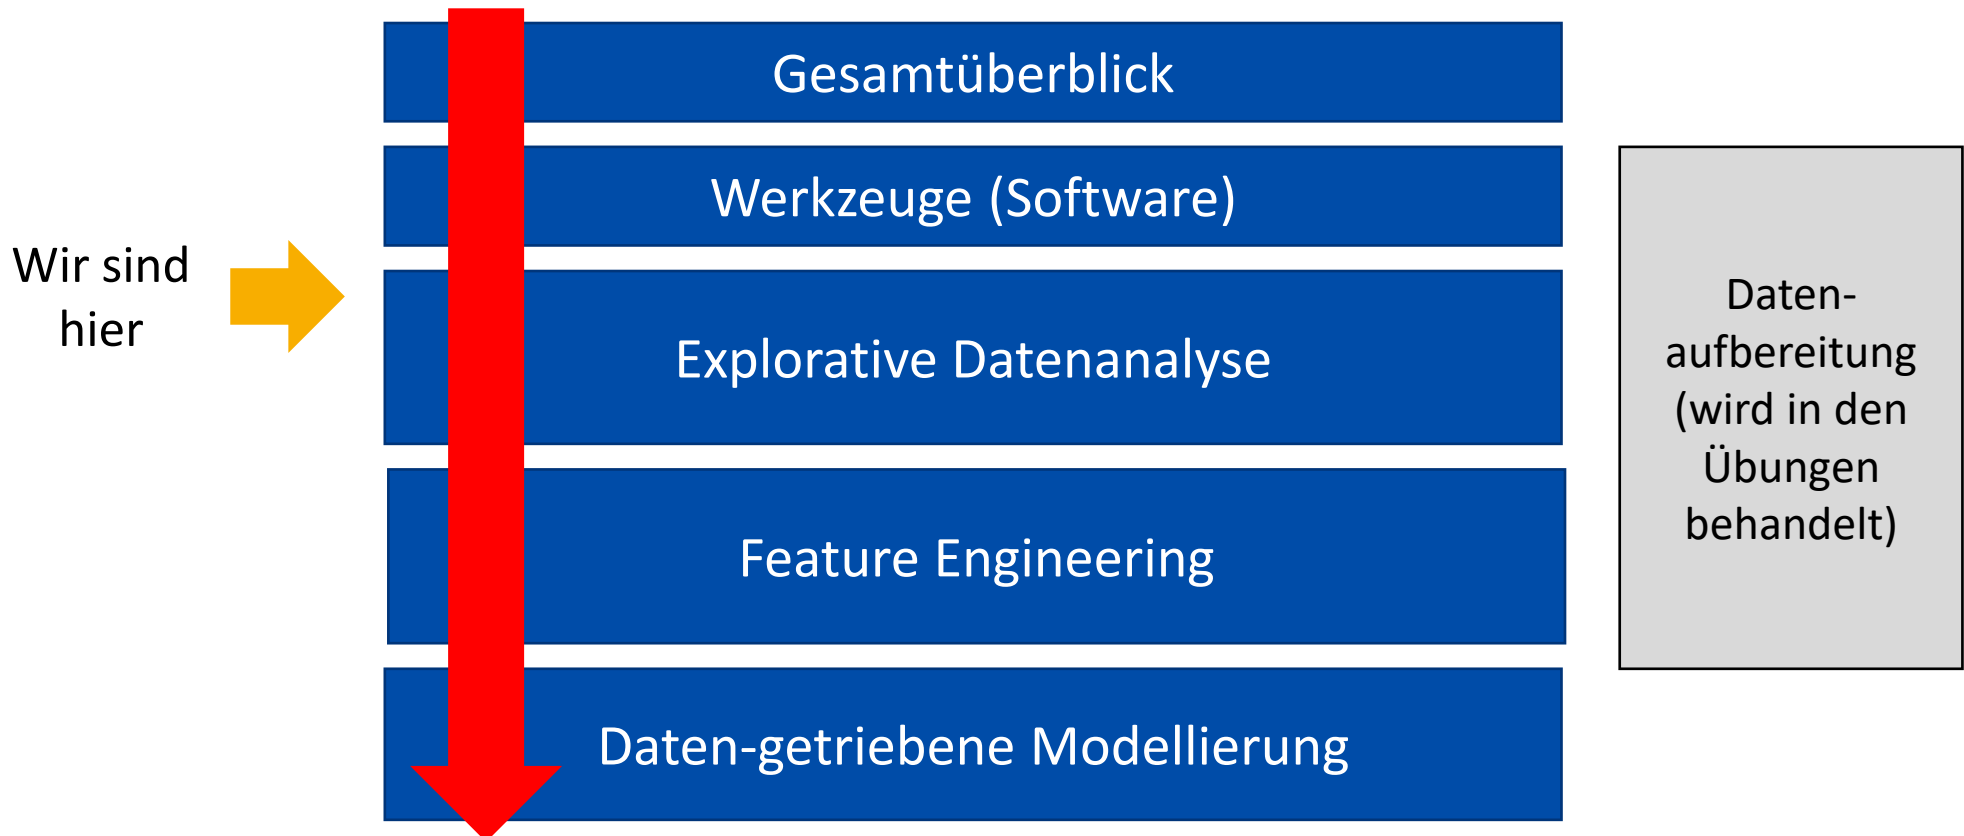 Gesamtüberblick
Werkzeuge (Software)
Wir sind
hier
Explorative Datenanalyse
Feature Engineering
Daten-getriebene Modellierung
Daten-
aufbereitung
(wird in den
Übungen
behandelt)